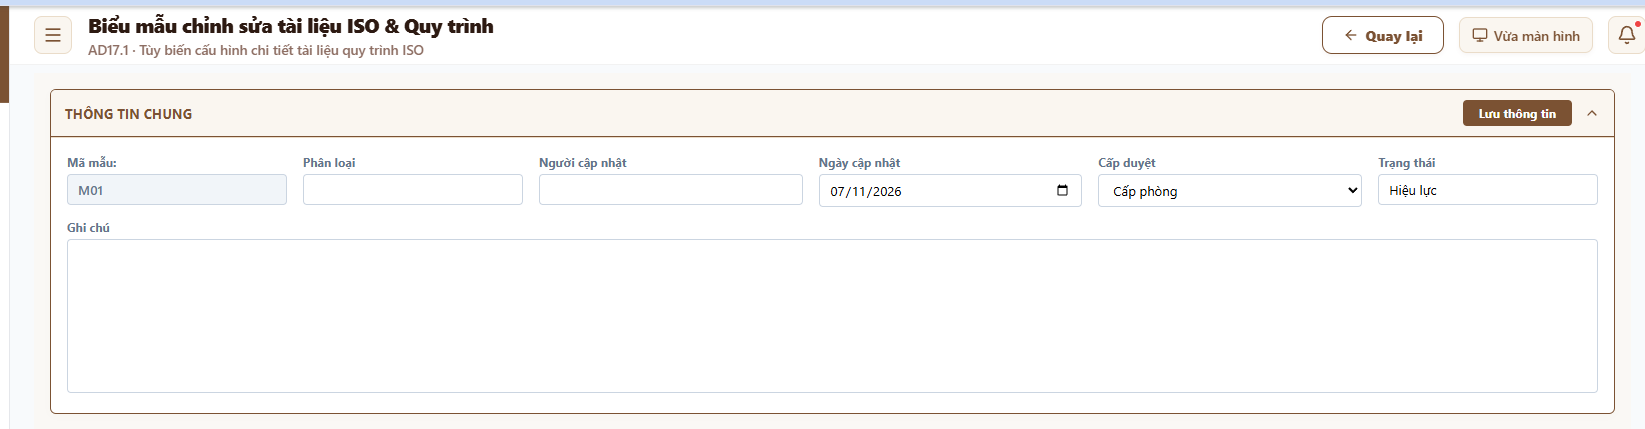 Biểu mẫu chỉnh sửa tài liệu ISO & Quy trình
AD17.1 · Tùy biến cấu hình chi tiết tài liệu quy trình ISO
Quay lại
Vừa màn hình
THÔNG TIN CHUNG
Lưu thông tin
Mã mẫu:
Phân loại
Người cập nhật
Ngày cập nhật
Cấp duyệt
Trạng thái
M01
07/11/2026
Cấp phòng
Hiệu lực
Ghi chú